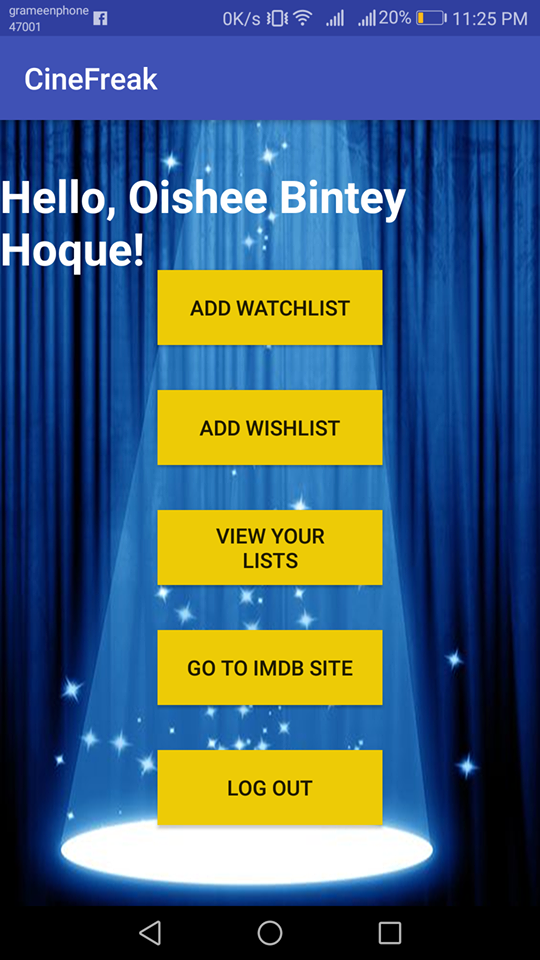 grameenphone
47001
0K/s
20%
11:25 PM
CineFreak
Hello, Oishee Bintey
Hoque!
ADD WATCHLIST
ADD WISHLIST
VIEW YOUR
LISTS
GO TO IMDB SITE
LOG OUT